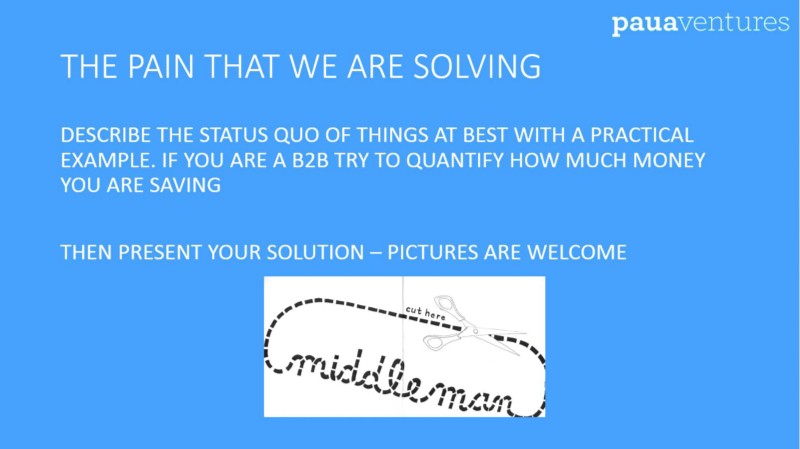 pauaventures
THE PAIN THAT WE ARE SOLVING
DESCRIBE THE STATUS QUO OF THINGS AT BEST WITH A PRACTICAL
EXAMPLE. IF YOU ARE A B2B TRY TO QUANTIFY HOW MUCH MONEY
YOU ARE SAVING
THEN PRESENT YOUR SOLUTION – PICTURES ARE WELCOME
cut here
middleman